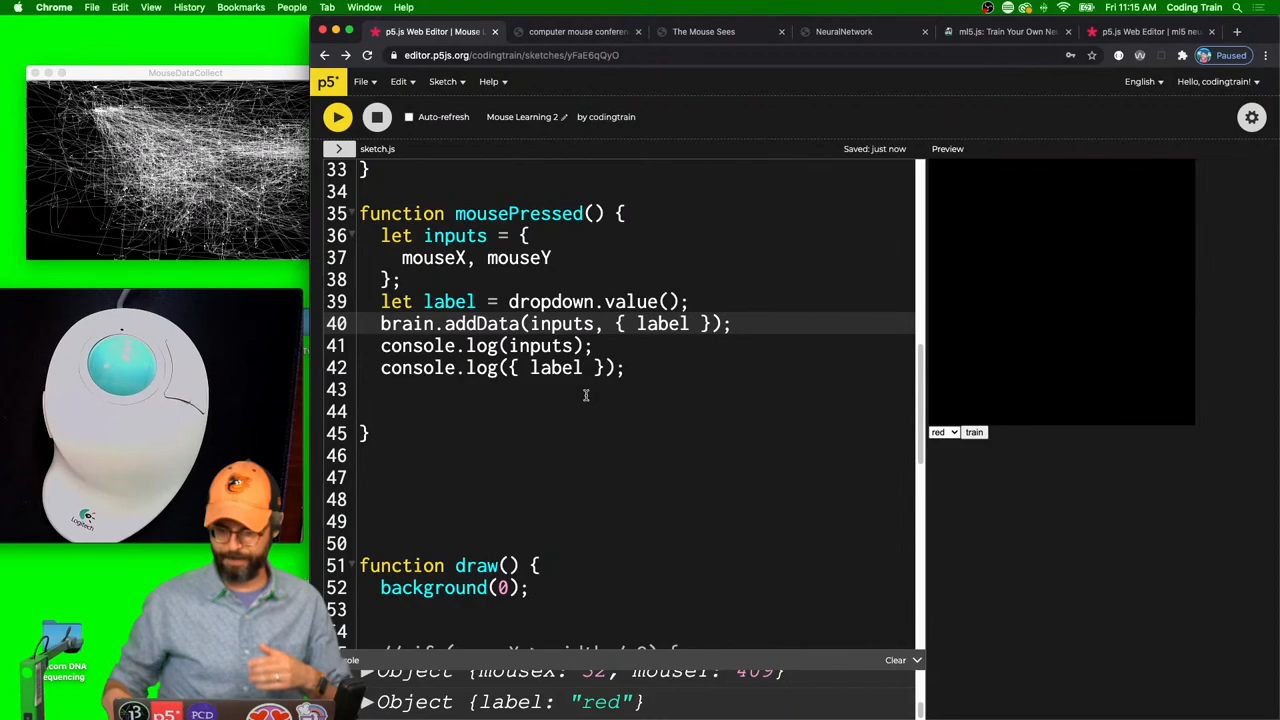 Chrome File Edit View History Bookmarks People Tab Window Help
Fri 11:15 AM Coding Train
p5.js Web Editor | Mouse L
computer mouse conferen
The Mouse Sees
NeuralNetwork
ml5.js: Train Your Own Ne
p5.js Web Editor | ml5 neu
editor.p5js.org/codingtrain/sketches/yFaE6qQyO
Paused
MouseDataCollect
p5* File Edit Sketch Help
English Hello, codingtrain!
Auto-refresh Mouse Learning 2 by codingtrain
> sketch.js Saved: just now Preview
33 }
34
35 function mousePressed() {
36 let inputs = {
37 mouseX, mouseY
38 };
39 let label = dropdown.value();
40 brain.addData(inputs, { label });
41 console.log(inputs);
42 console.log({ label });
43
44
45 }
46
47
48
49
50
51 function draw() {
52 background(0);
53
red train
Clear
Object {label: "red"}
Logitech
corn DNA
equencing
p5*
PCD